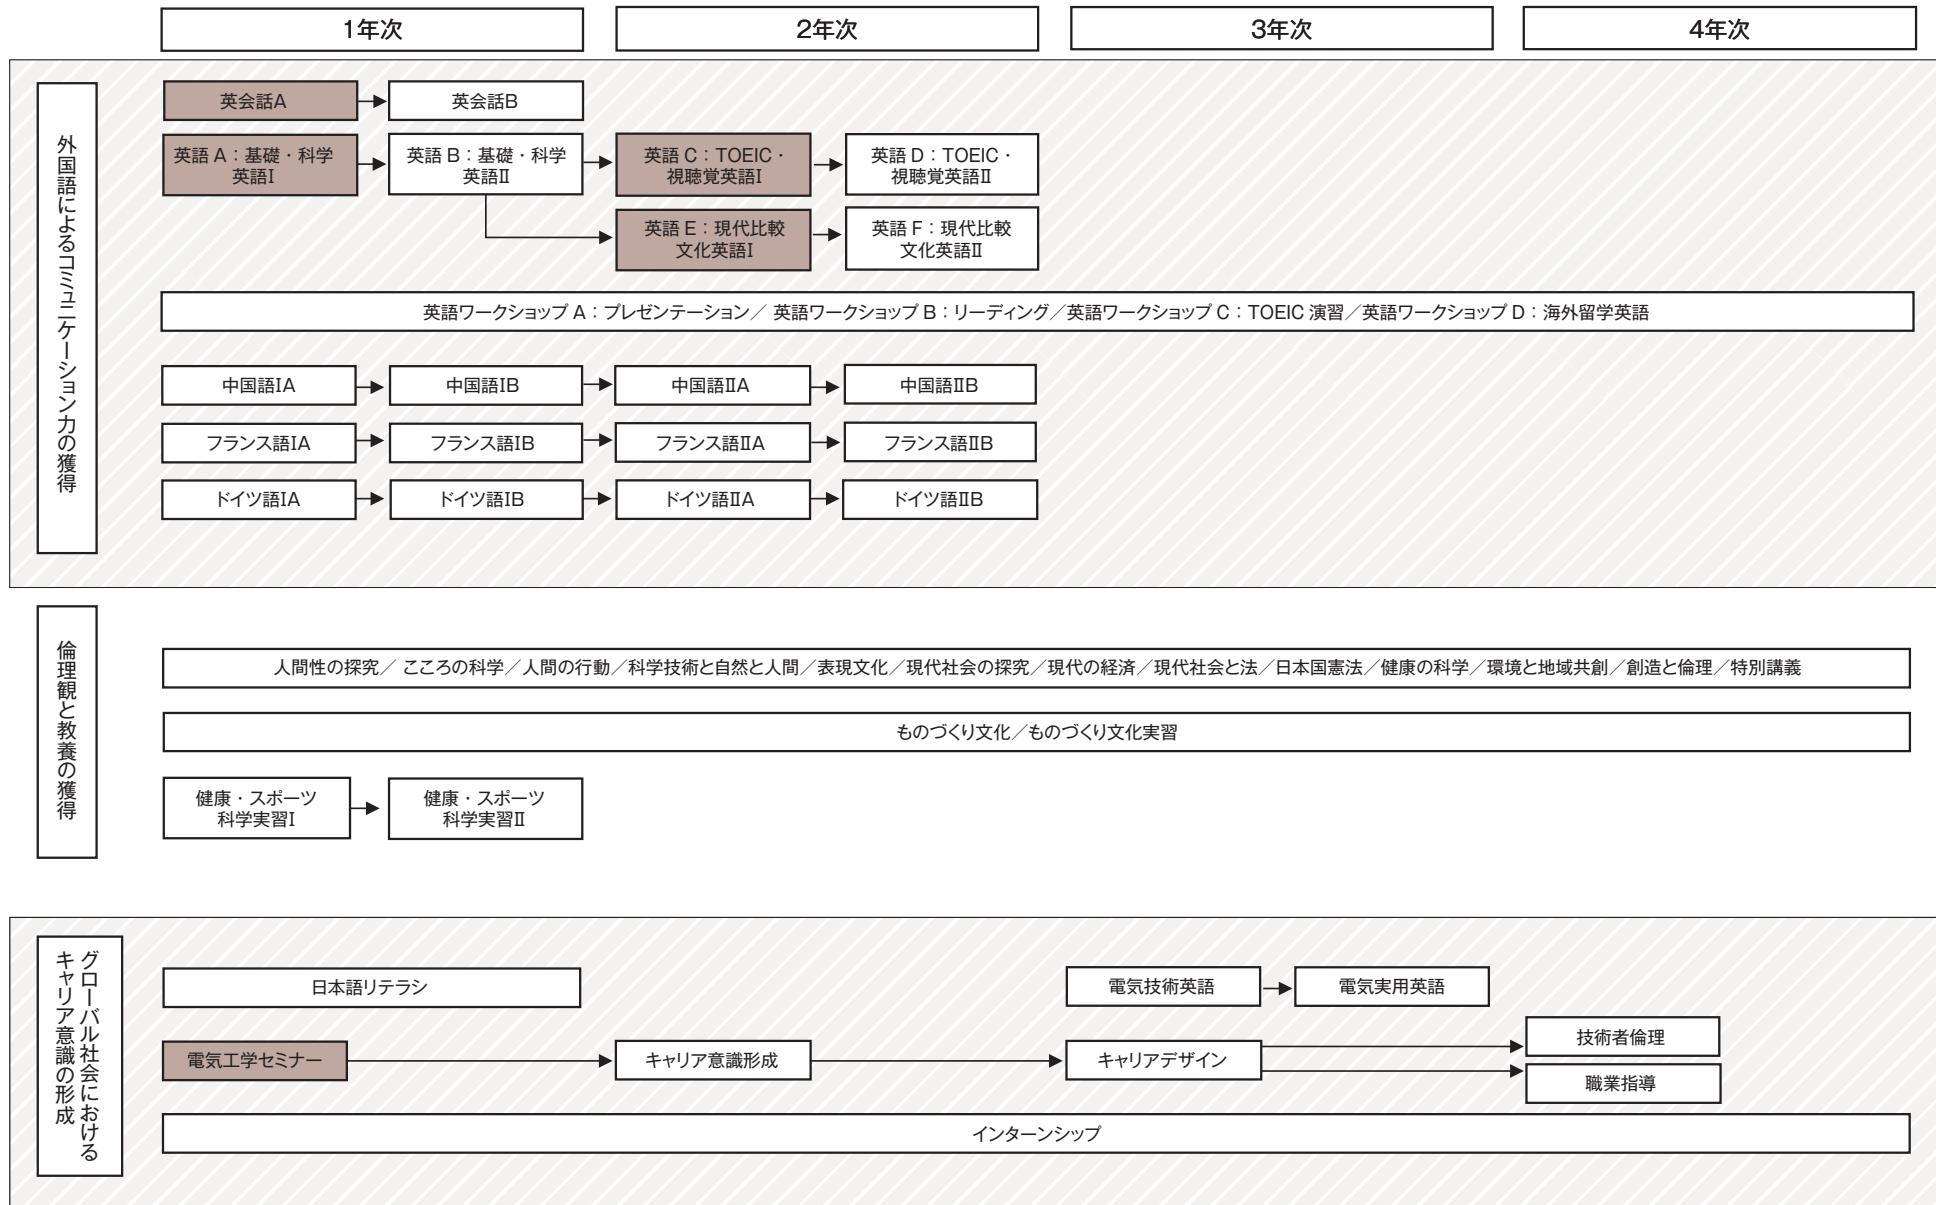 1年次
2年次
3年次
4年次
外国語によるコミュニケーション力の獲得
英会話A
英会話B
英語 A：基礎・科学
英語Ⅰ
英語 B：基礎・科学
英語Ⅱ
英語 C：TOEIC・
視聴覚英語Ⅰ
英語 D：TOEIC・
視聴覚英語Ⅱ
英語 E：現代比較
文化英語Ⅰ
英語 F：現代比較
文化英語Ⅱ
英語ワークショップ A：プレゼンテーション／ 英語ワークショップ B：リーディング／英語ワークショップ C：TOEIC 演習／英語ワークショップ D：海外留学英語
中国語ⅠA
中国語ⅠB
中国語ⅡA
中国語ⅡB
フランス語ⅠA
フランス語ⅠB
フランス語ⅡA
フランス語ⅡB
ドイツ語ⅠA
ドイツ語ⅠB
ドイツ語ⅡA
ドイツ語ⅡB
倫理観と教養の獲得
人間性の探究／ こころの科学／人間の行動／科学技術と自然と人間／表現文化／現代社会の探究／現代の経済／現代社会と法／日本国憲法／健康の科学／環境と地域共創／創造と倫理／特別講義
ものづくり文化／ものづくり文化実習
健康・スポーツ
科学実習Ⅰ
健康・スポーツ
科学実習Ⅱ
グローバル社会における
キャリア意識の形成
日本語リテラシ
電気技術英語
電気実用英語
電気工学セミナー
キャリア意識形成
キャリアデザイン
技術者倫理
職業指導
インターンシップ